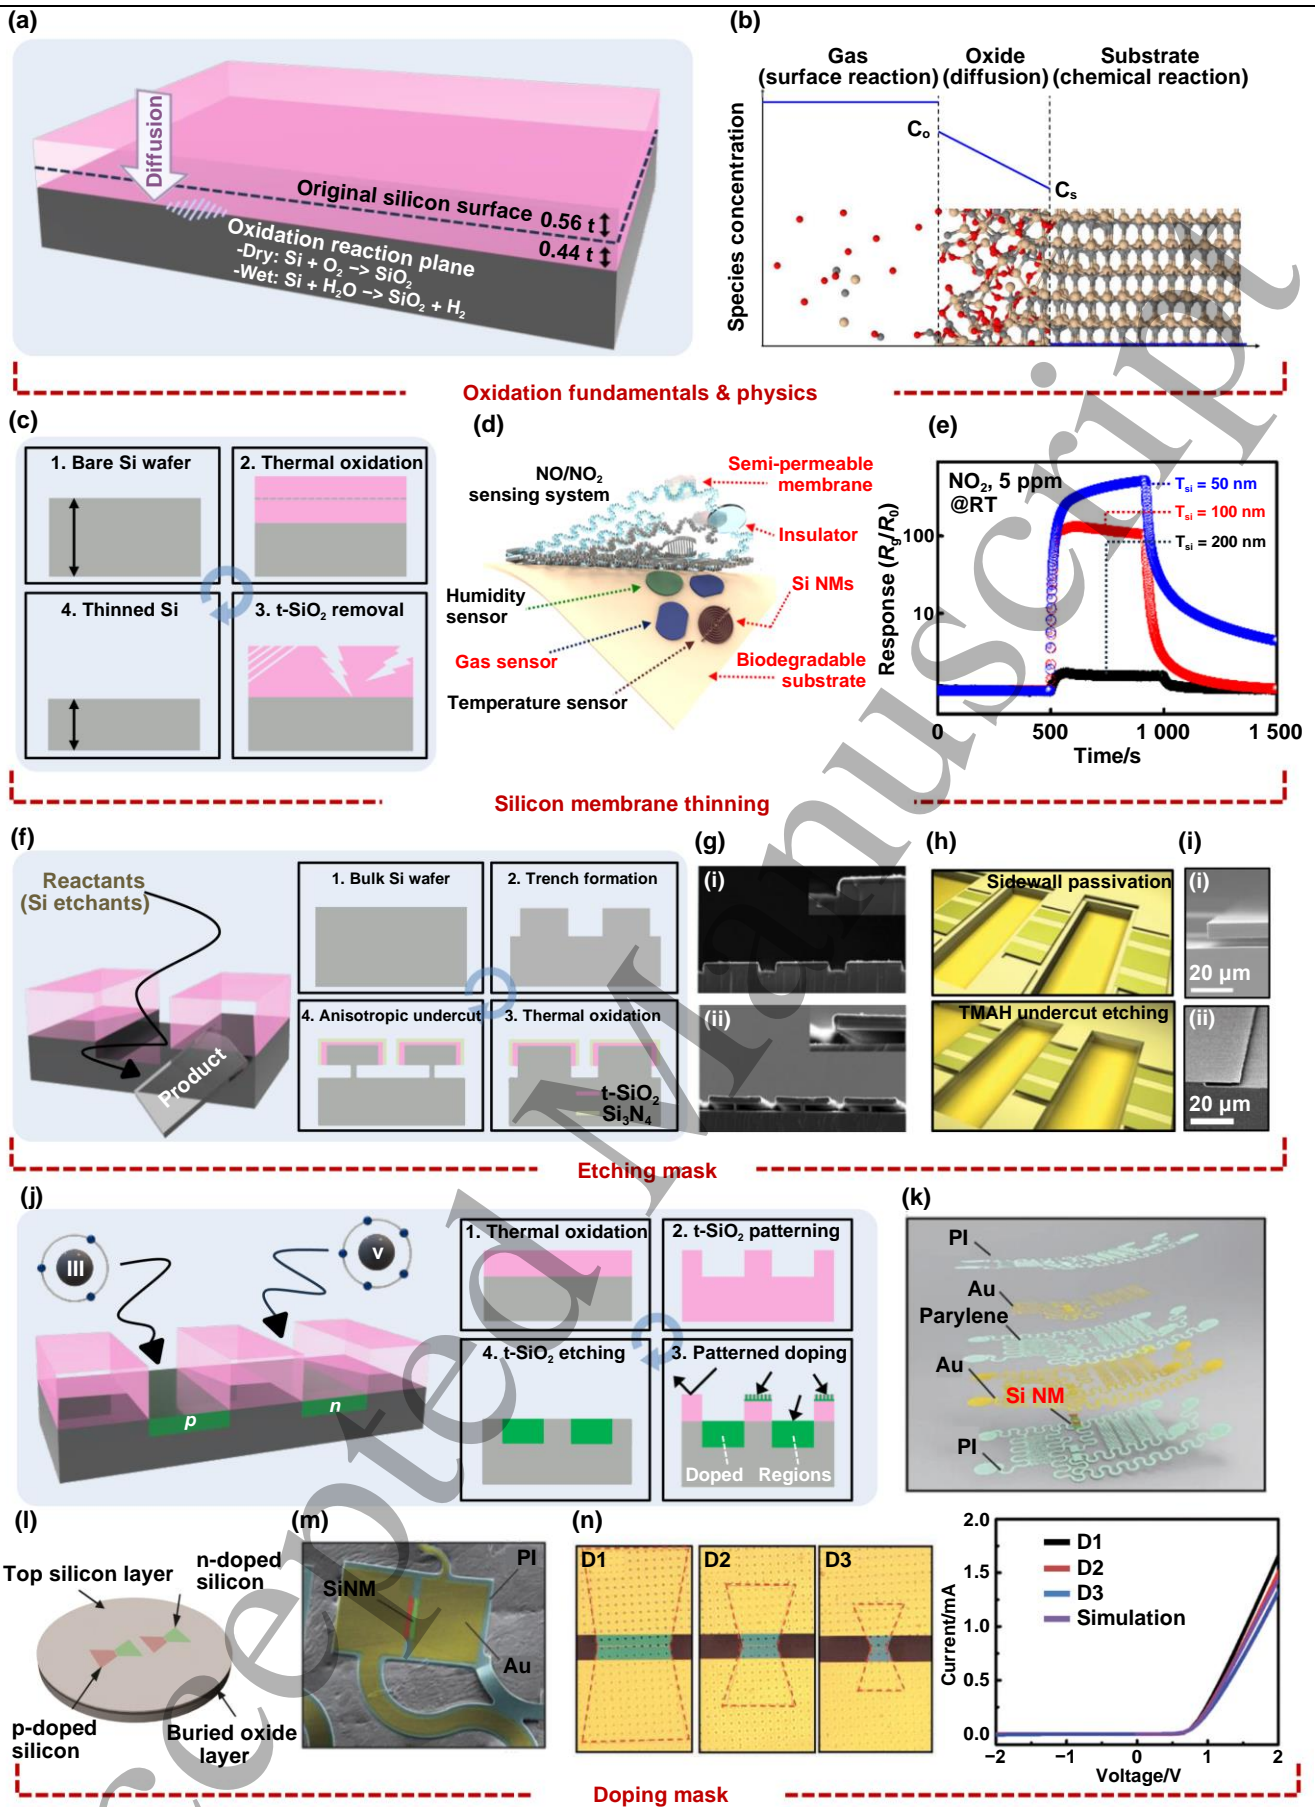 (a)
Diffusion
Original silicon surface
0.56 t
0.44 t
Oxidation reaction plane
-Dry: Si + O2 -> SiO2
-Wet: Si + H2O -> SiO2 + H2
(b)
Gas
(surface reaction)
Oxide
(diffusion)
Substrate
(chemical reaction)
Species concentration
Co
Cs
Oxidation fundamentals & physics
(c)
1. Bare Si wafer
2. Thermal oxidation
4. Thinned Si
3. t-SiO2 removal
(d)
NO/NO2
sensing system
Semi-permeable
membrane
Insulator
Si NMs
Humidity
sensor
Gas sensor
Temperature sensor
Biodegradable
substrate
(e)
NO2, 5 ppm
@RT
Tsi = 50 nm
Tsi = 100 nm
Tsi = 200 nm
Response (Rg/R0)
100
10
0
500
1 000
1 500
Time/s
Silicon membrane thinning
(f)
Reactants
(Si etchants)
Product
1. Bulk Si wafer
2. Trench formation
4. Anisotropic undercut
3. Thermal oxidation
t-SiO2
Si3N4
(g)
(i)
(ii)
(h)
Sidewall passivation
TMAH undercut etching
(i)
(i)
20 μm
(ii)
20 μm
Etching mask
(j)
III
V
p
n
1. Thermal oxidation
2. t-SiO2 patterning
4. t-SiO2 etching
3. Patterned doping
Doped
Regions
(k)
PI
Au
Parylene
Au
Si NM
PI
(l)
Top silicon layer
n-doped
silicon
p-doped
silicon
Buried oxide
layer
(m)
SiNM
PI
Au
(n)
D1
D2
D3
Current/mA
2.0
1.5
1.0
0.5
0.0
D1
D2
D3
Simulation
−2
−1
0
1
2
Voltage/V
Doping mask
Accepted Manuscript